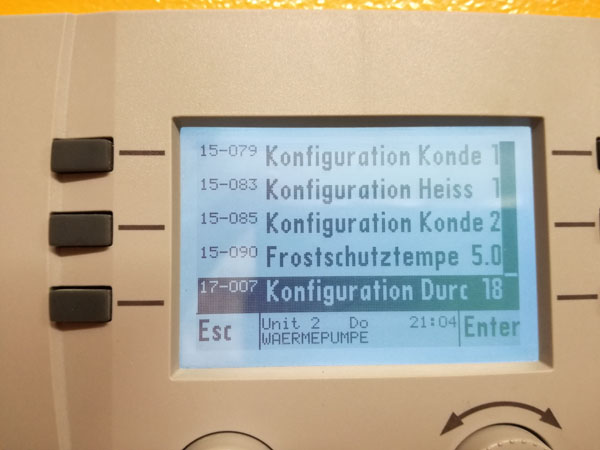 15-079 Konfiguration Konde 1
15-083 Konfiguration Heiss 1
15-085 Konfiguration Konde 2
15-090 Frostschutztempe 5.0
17-007 Konfiguration Durc 18
Esc Unit 2 Do 21:04 Enter
WAERMEPUMPE